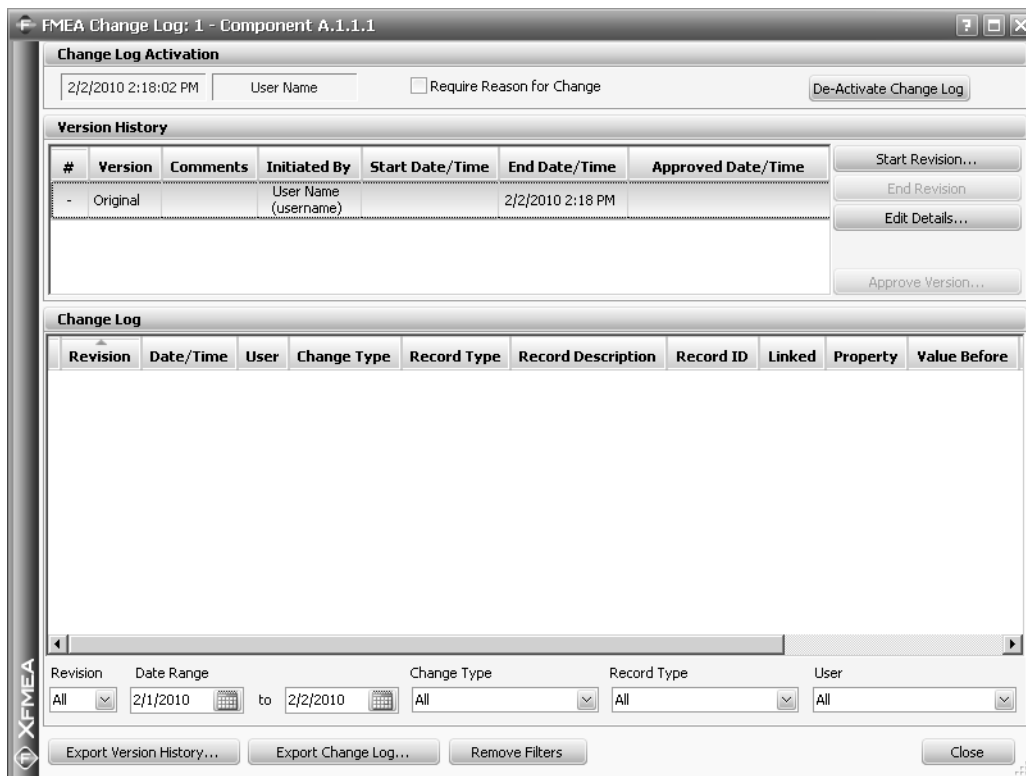 FMEA Change Log: 1 - Component A.1.1.1
Change Log Activation
2/2/2010 2:18:02 PM User Name Require Reason for Change De-Activate Change Log
Version History
# Version Comments Initiated By Start Date/Time End Date/Time Approved Date/Time
- Original User Name (username) 2/2/2010 2:18 PM
Start Revision...
End Revision
Edit Details...
Approve Version...
Change Log
Revision Date/Time User Change Type Record Type Record Description Record ID Linked Property Value Before
Revision Date Range Change Type Record Type User
All 2/1/2010 to 2/2/2010 All All All
Export Version History... Export Change Log... Remove Filters Close
XFMEA